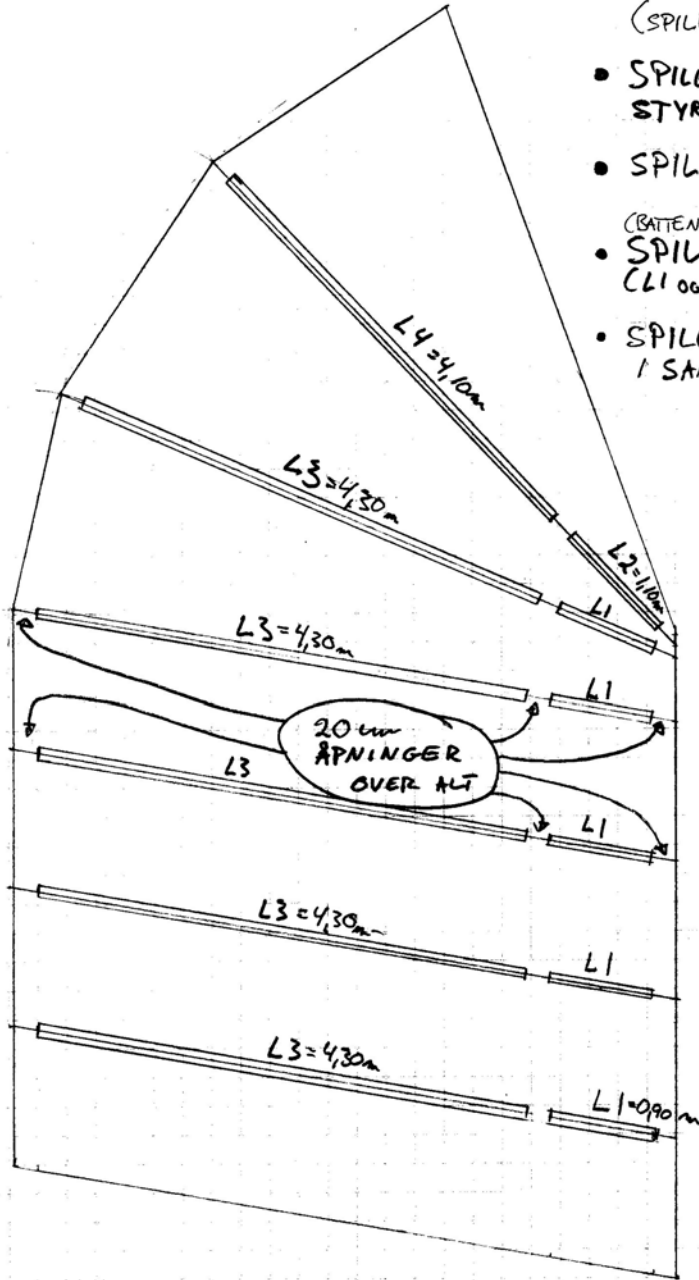 (SPIL
• SPILE
STYR
• SPIL
(BATTEN
• SPIL
(L1 OG
• SPIL
I SA
L4=4,10m
L2=1,10m
L3=4,30m
L1
L3=4,30m
L1
20 cm
ÅPNINGER
OVER ALT
L3
L1
L3=4,30m
L1
L3=4,30m
L1=0,90m